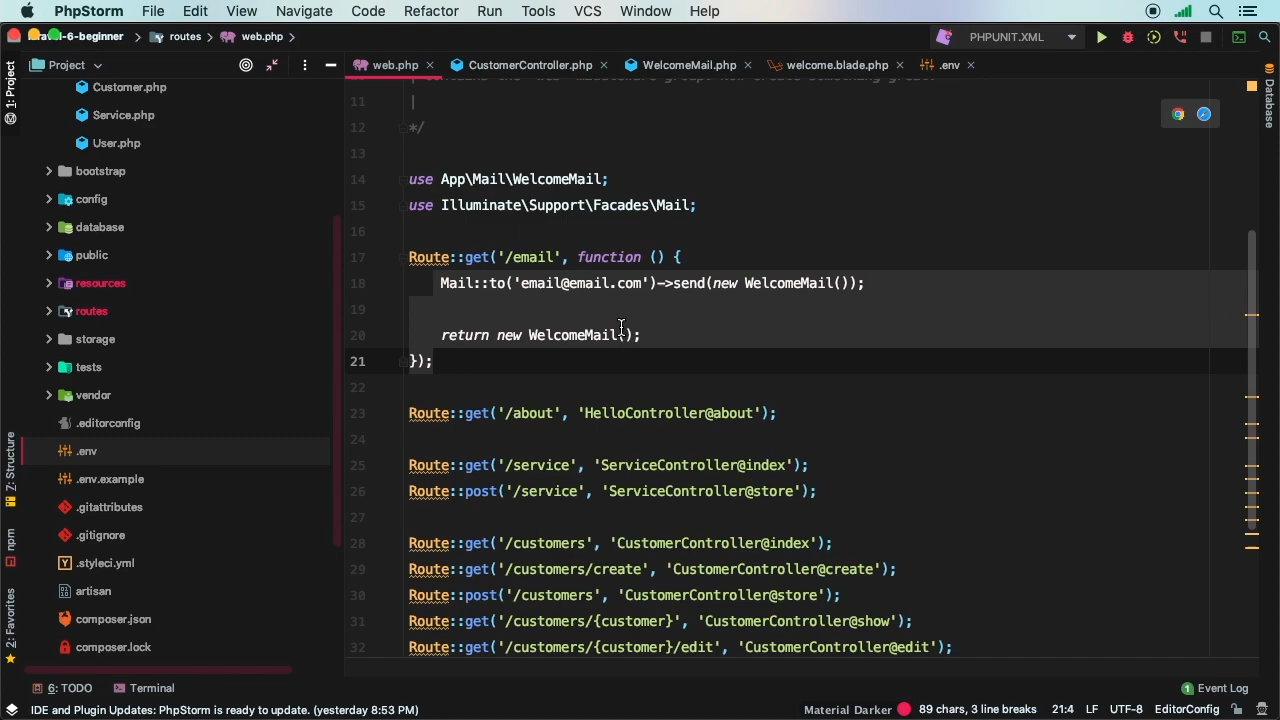 PhpStorm File Edit View Navigate Code Refactor Run Tools VCS Window Help
-6-beginner routes web.php PHPUNIT.XML
1: Project Project web.php CustomerController.php WelcomeMail.php welcome.blade.php .env Database
Customer.php
Service.php
User.php
bootstrap
config
database
public
resources
routes
storage
tests
vendor
.editorconfig
.env
.env.example
.gitattributes
.gitignore
.styleci.yml
artisan
composer.json
composer.lock
Z: Structure
npm
2: Favorites
11 |
12 */
13
14 use App\Mail\WelcomeMail;
15 use Illuminate\Support\Facades\Mail;
16
17 Route::get('/email', function () {
18 Mail::to('email@email.com')->send(new WelcomeMail());
19
20 return new WelcomeMail();
21 });
22
23 Route::get('/about', 'HelloController@about');
24
25 Route::get('/service', 'ServiceController@index');
26 Route::post('/service', 'ServiceController@store');
27
28 Route::get('/customers', 'CustomerController@index');
29 Route::get('/customers/create', 'CustomerController@create');
30 Route::post('/customers', 'CustomerController@store');
31 Route::get('/customers/{customer}', 'CustomerController@show');
32 Route::get('/customers/{customer}/edit', 'CustomerController@edit');
6: TODO Terminal 1 Event Log
IDE and Plugin Updates: PhpStorm is ready to update. (yesterday 8:53 PM) Material Darker 89 chars, 3 line breaks 21:4 LF UTF-8 EditorConfig